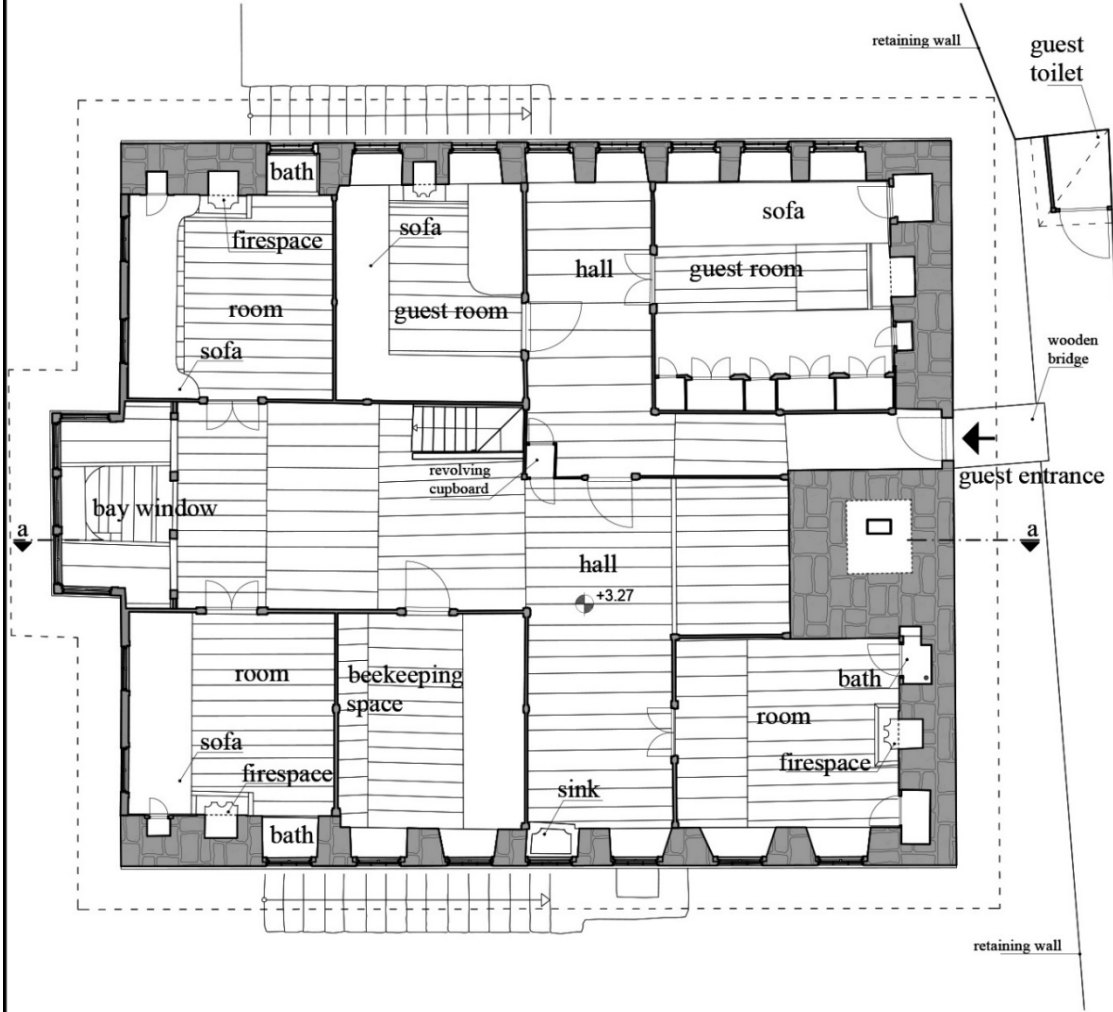 retaining wall
guest
toilet
bath
sofa
firespace
sofa
hall
guest room
room
guest room
wooden
bridge
sofa
revolving
cupboard
guest entrance
bay window
a
a
hall
+3.27
room
beekeeping
space
bath
room
sofa
firespace
firespace
sink
bath
retaining wall